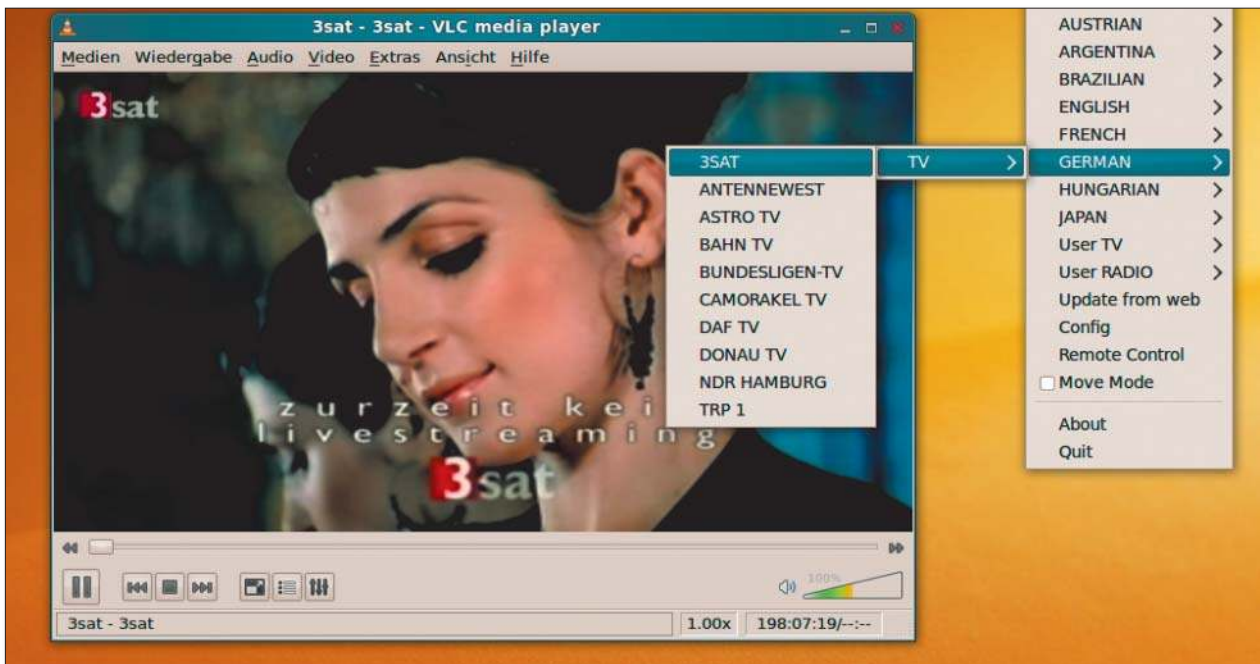 3sat - 3sat - VLC media player
Medien Wiedergabe Audio Video Extras Ansicht Hilfe
3sat
zurzeit kei
livestreaming
3sat
3SAT
ANTENNEWEST
ASTRO TV
BAHN TV
BUNDESLIGEN-TV
CAMORAKEL TV
DAF TV
DONAU TV
NDR HAMBURG
TRP 1
TV
AUSTRIAN
ARGENTINA
BRAZILIAN
ENGLISH
FRENCH
GERMAN
HUNGARIAN
JAPAN
User TV
User RADIO
Update from web
Config
Remote Control
Move Mode
About
Quit
100%
3sat - 3sat
1.00x
198:07:19/--:--